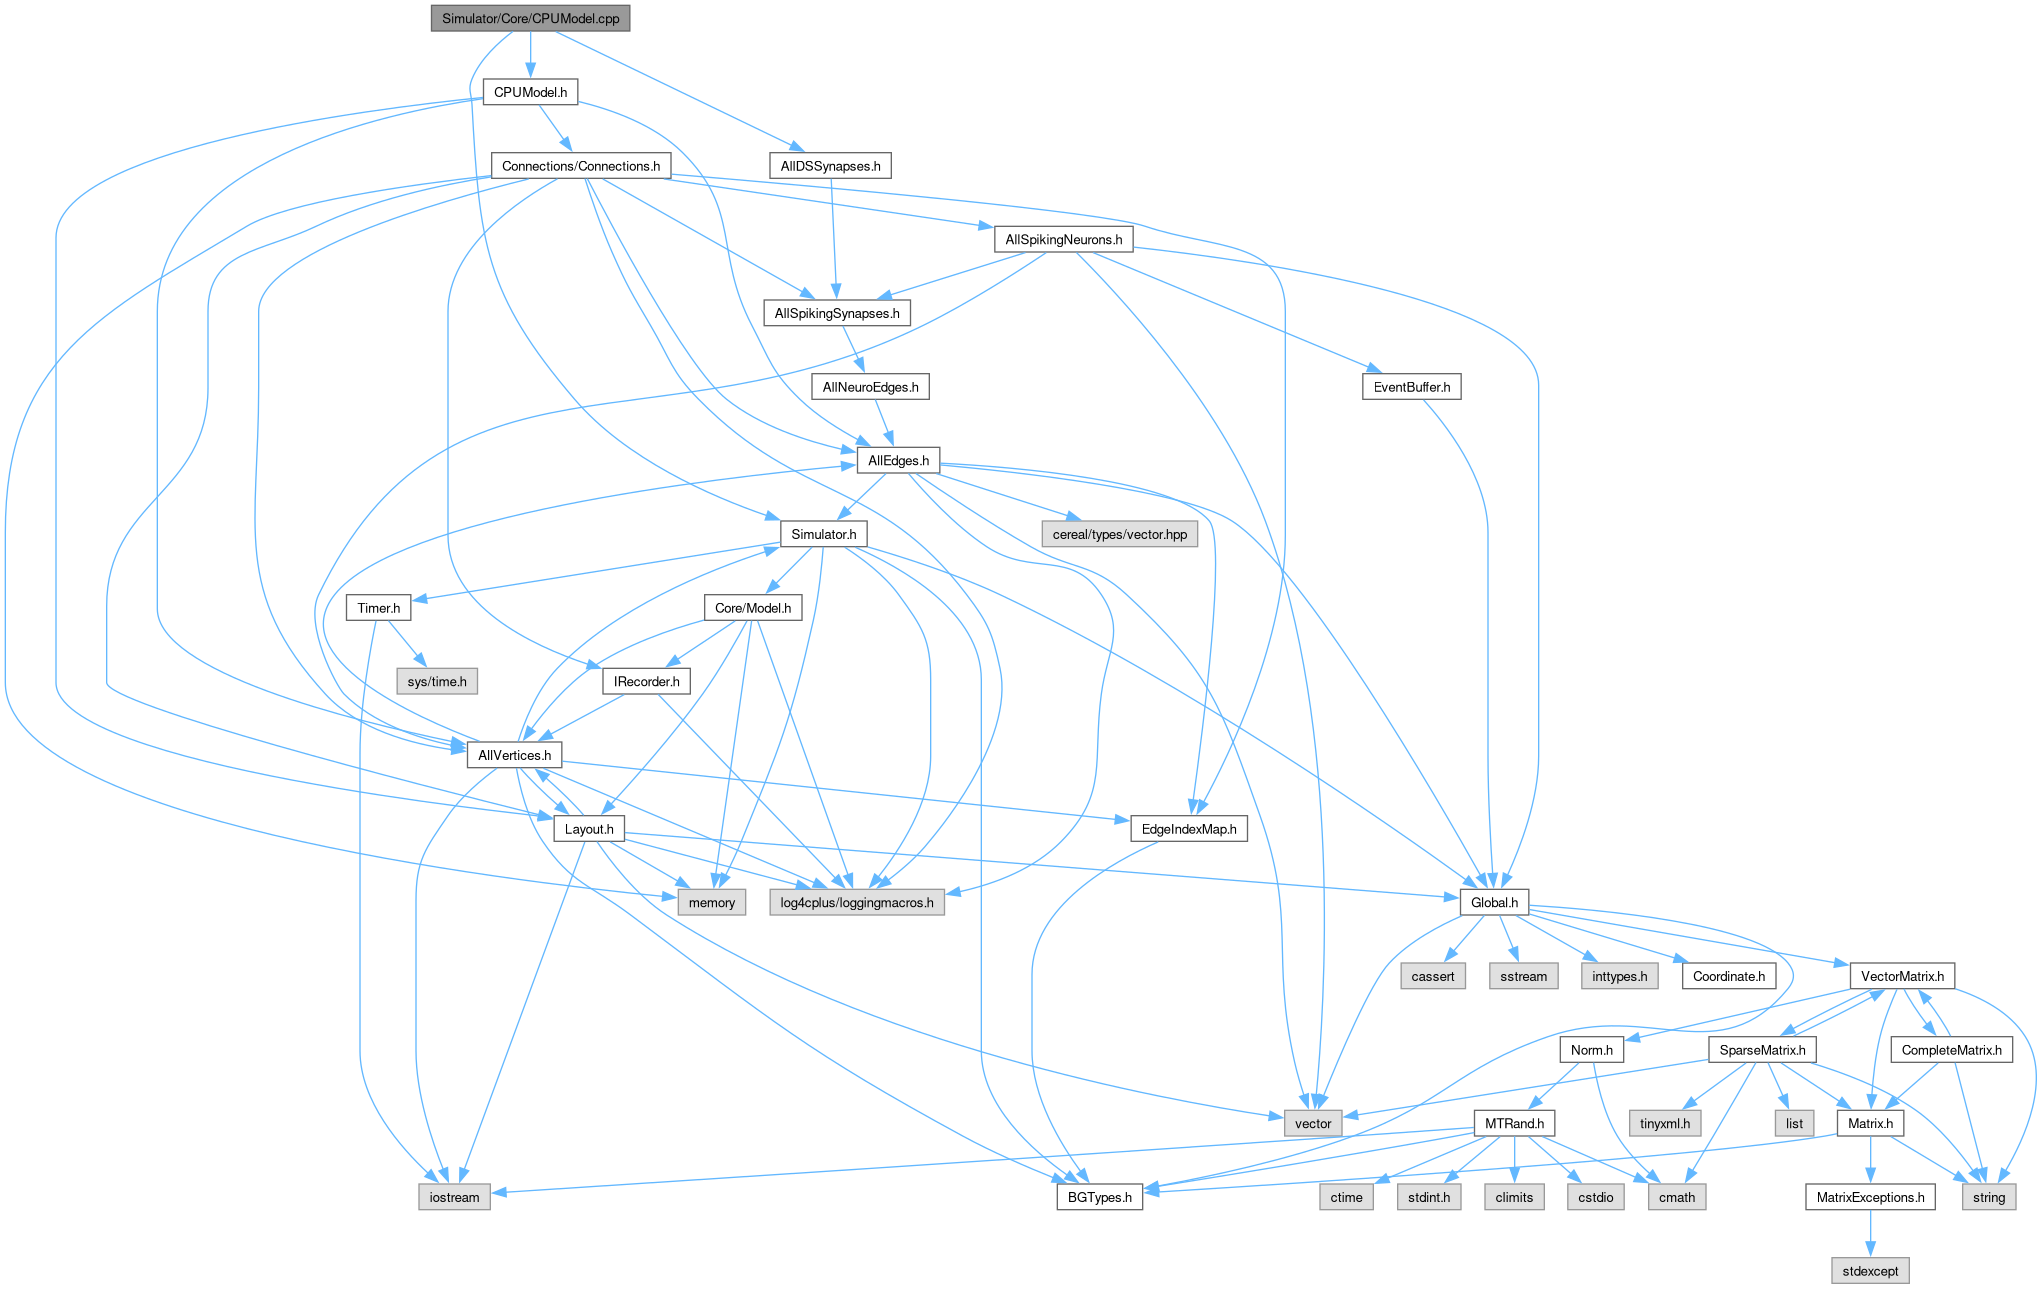 Simulator/Core/CPUModel.cpp
CPUModel.h
Connections/Connections.h
AllDSSynapses.h
AllSpikingNeurons.h
AllSpikingSynapses.h
AllNeuroEdges.h
EventBuffer.h
AllEdges.h
Simulator.h
cereal/types/vector.hpp
Timer.h
Core/Model.h
sys/time.h
IRecorder.h
AllVertices.h
Layout.h
EdgeIndexMap.h
memory
log4cplus/loggingmacros.h
Global.h
cassert
sstream
inttypes.h
Coordinate.h
VectorMatrix.h
Norm.h
SparseMatrix.h
CompleteMatrix.h
vector
MTRand.h
tinyxml.h
list
Matrix.h
iostream
BGTypes.h
ctime
stdint.h
climits
cstdio
cmath
MatrixExceptions.h
string
stdexcept